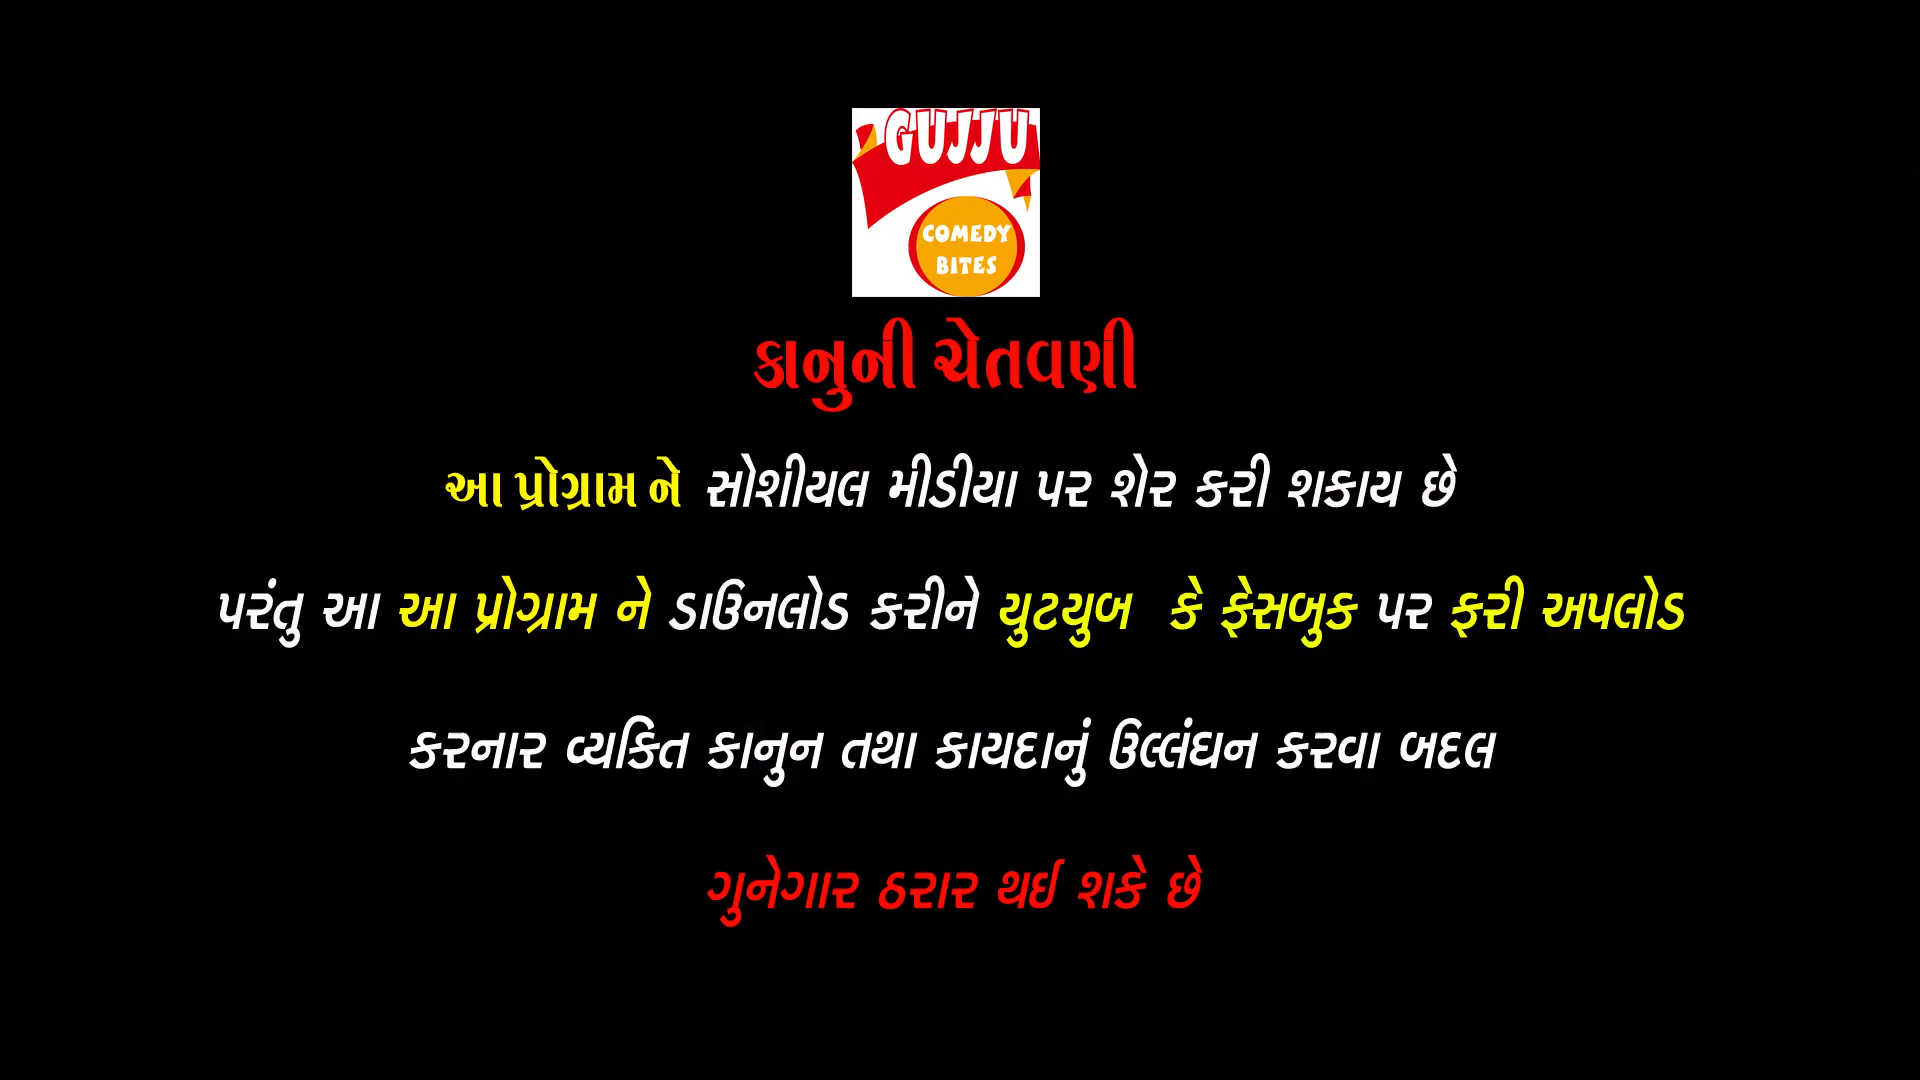 GUJJU
COMEDY
BITES
કાનુની ચેતવણી
આ પ્રોગ્રામ ને સોશીયલ મીડીયા પર શેર કરી શકાય છે
પરંતુ આ આ પ્રોગ્રામ ને ડાઉનલોડ કરીને યુટયુબ કે ફેસબુક પર ફરી અપલોડ
કરનાર વ્યકિત કાનુન તથા કાયદાનું ઉલ્લંઘન કરવા બદલ
ગુનેગાર ઠરાર થઈ શકે છે